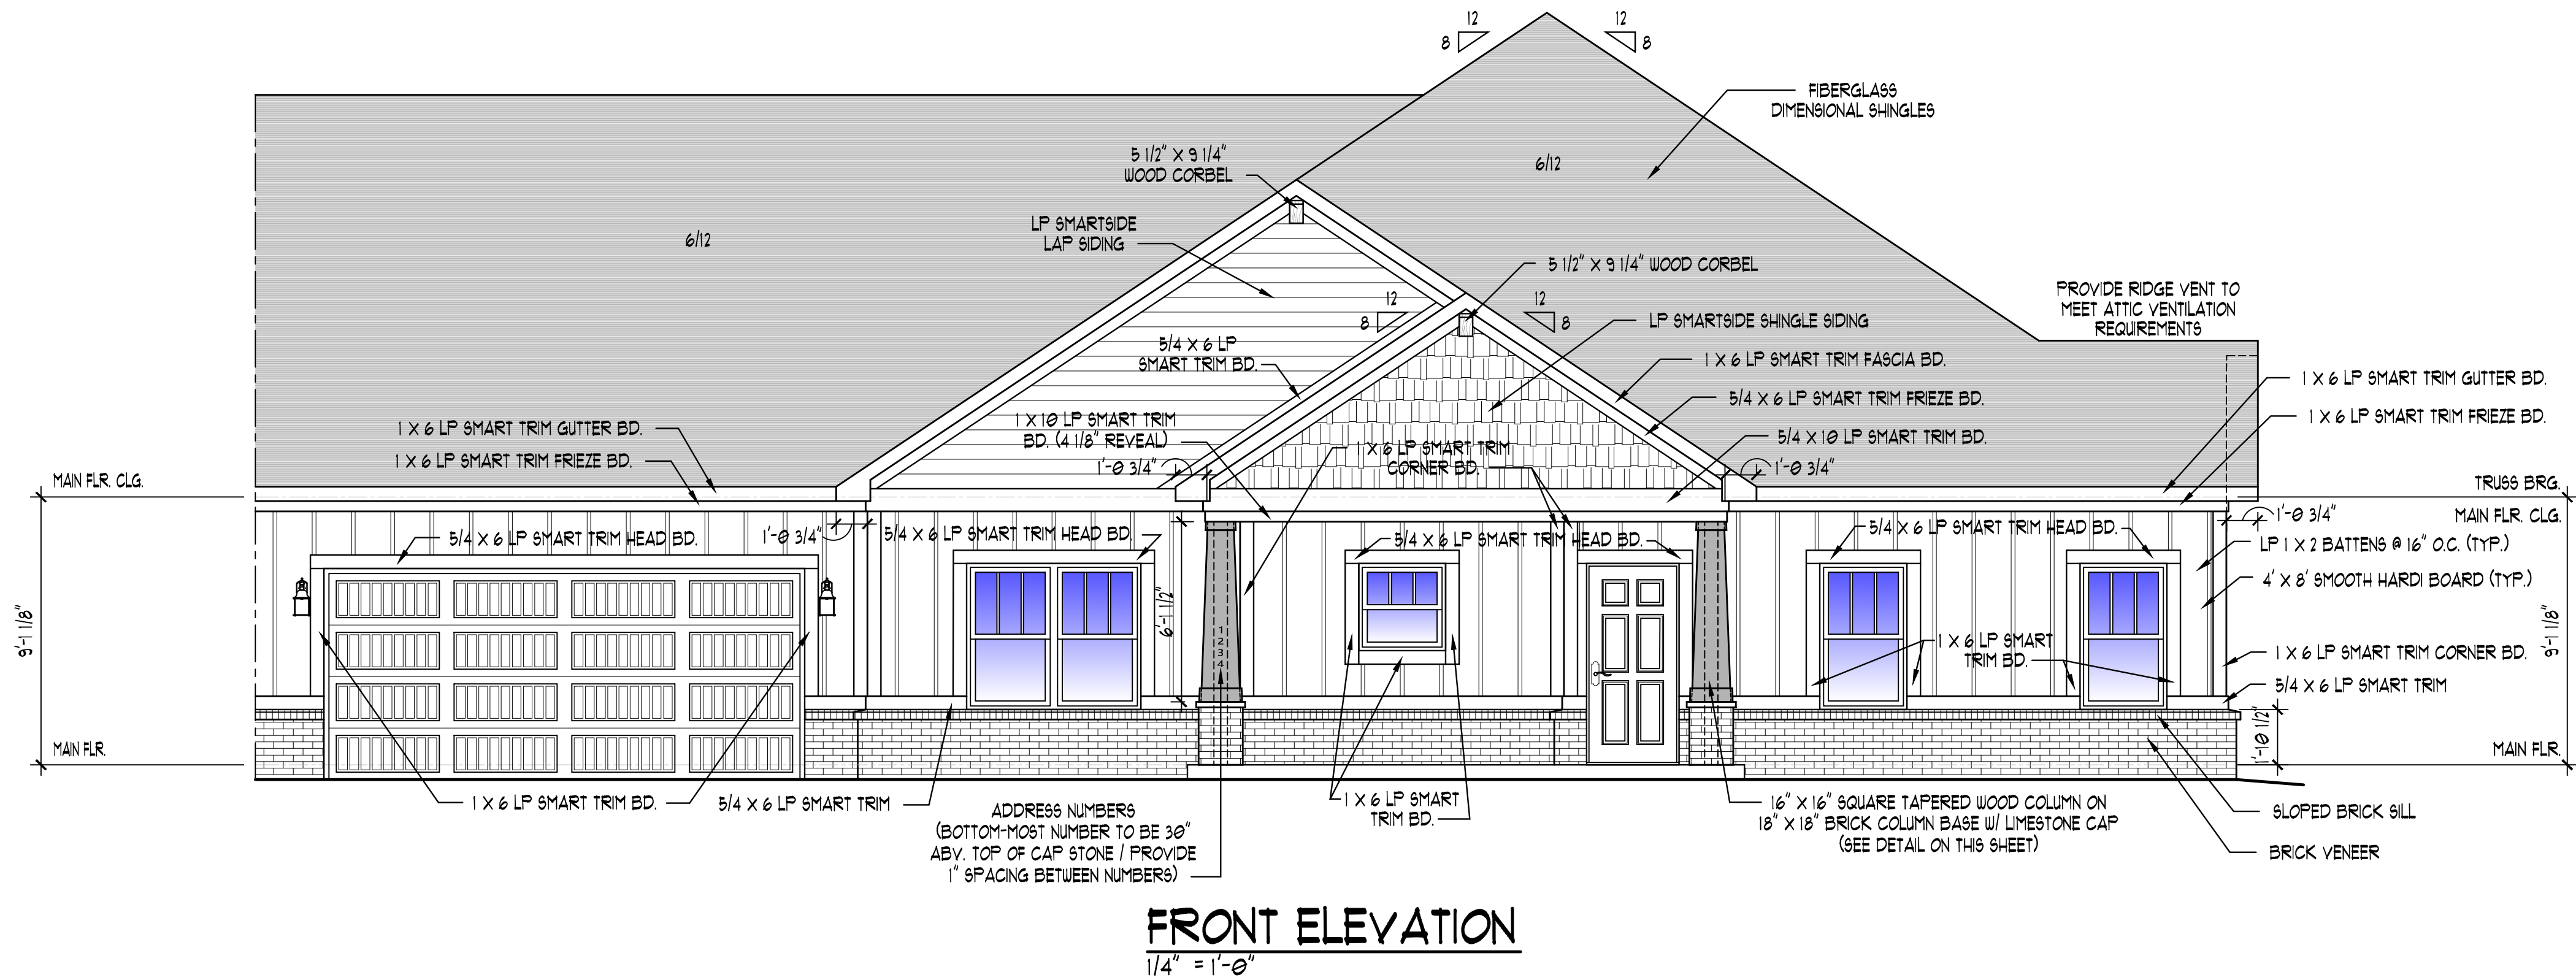 12
8
12
8
FIBERGLASS
DIMENSIONAL SHINGLES
5 1/2" X 9 1/4"
WOOD CORBEL
6/12
6/12
LP SMARTSIDE
LAP SIDING
5 1/2" X 9 1/4" WOOD CORBEL
12
8
12
8
PROVIDE RIDGE VENT TO
MEET ATTIC VENTILATION
REQUIREMENTS
LP SMARTSIDE SHINGLE SIDING
5/4 X 6 LP
SMART TRIM BD.
1 X 6 LP SMART TRIM FASCIA BD.
1 X 6 LP SMART TRIM GUTTER BD.
5/4 X 6 LP SMART TRIM FRIEZE BD.
1 X 6 LP SMART TRIM FRIEZE BD.
1 X 10 LP SMART TRIM
BD. (4 1/8" REVEAL)
1 X 6 LP SMART TRIM GUTTER BD.
5/4 X 10 LP SMART TRIM BD.
1 X 6 LP SMART TRIM
CORNER BD.
1 X 6 LP SMART TRIM FRIEZE BD.
1'-0 3/4"
1'-0 3/4"
MAIN FLR. CLG.
TRUSS BRG.
MAIN FLR. CLG.
1'-0 3/4"
5/4 X 6 LP SMART TRIM HEAD BD.
1'-0 3/4"
5/4 X 6 LP SMART TRIM HEAD BD.
5/4 X 6 LP SMART TRIM HEAD BD.
5/4 X 6 LP SMART TRIM HEAD BD.
LP 1 X 2 BATTENS @ 16" O.C. (TYP.)
4' X 8' SMOOTH HARDI BOARD (TYP.)
9'-1 1/8"
6'-1 1/2"
1
2
3
4
1 X 6 LP SMART
TRIM BD.
1 X 6 LP SMART TRIM CORNER BD.
9'-1 1/8"
5/4 X 6 LP SMART TRIM
1'-10 1/2"
MAIN FLR.
MAIN FLR.
1 X 6 LP SMART TRIM BD.
5/4 X 6 LP SMART TRIM
ADDRESS NUMBERS
(BOTTOM-MOST NUMBER TO BE 30"
ABV. TOP OF CAP STONE / PROVIDE
1" SPACING BETWEEN NUMBERS)
1 X 6 LP SMART
TRIM BD.
16" X 16" SQUARE TAPERED WOOD COLUMN ON
18" X 18" BRICK COLUMN BASE W/ LIMESTONE CAP
(SEE DETAIL ON THIS SHEET)
SLOPED BRICK SILL
BRICK VENEER
FRONT ELEVATION
1/4" = 1'-0"